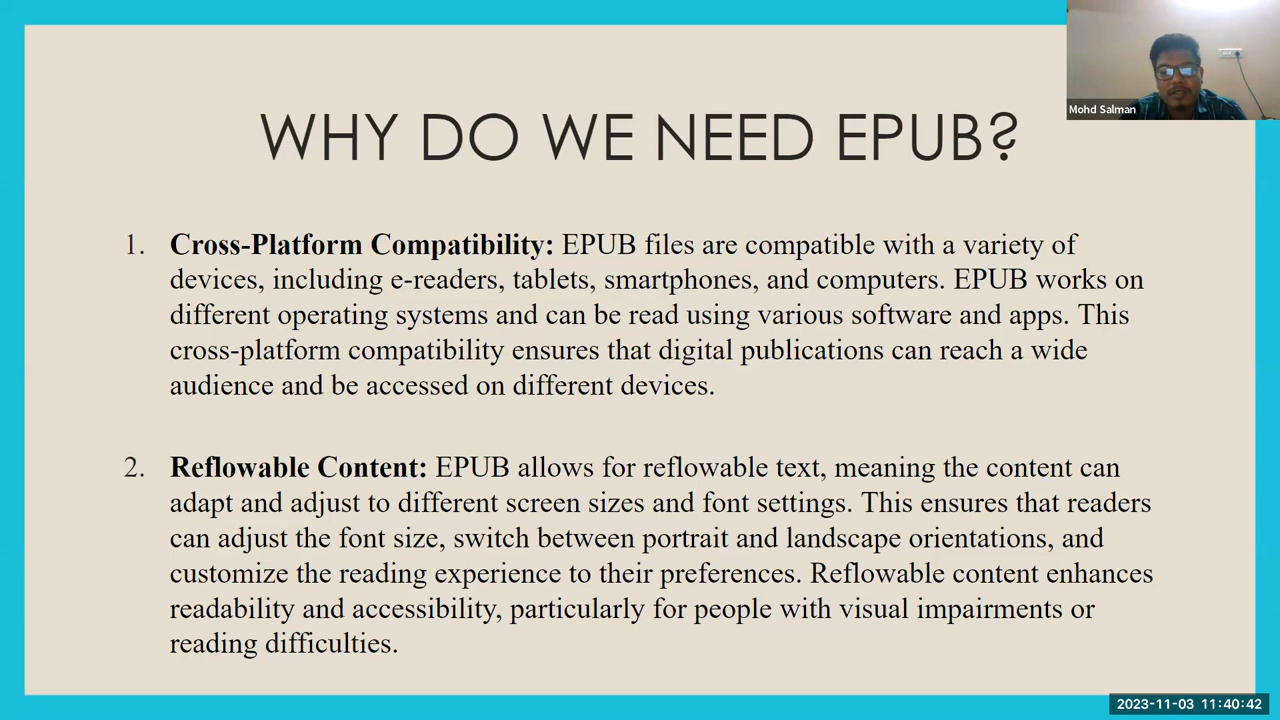 Mohd Salman
WHY DO WE NEED EPUB?
1. Cross-Platform Compatibility: EPUB files are compatible with a variety of
devices, including e-readers, tablets, smartphones, and computers. EPUB works on
different operating systems and can be read using various software and apps. This
cross-platform compatibility ensures that digital publications can reach a wide
audience and be accessed on different devices.
2. Reflowable Content: EPUB allows for reflowable text, meaning the content can
adapt and adjust to different screen sizes and font settings. This ensures that readers
can adjust the font size, switch between portrait and landscape orientations, and
customize the reading experience to their preferences. Reflowable content enhances
readability and accessibility, particularly for people with visual impairments or
reading difficulties.
2023-11-03 11:40:42